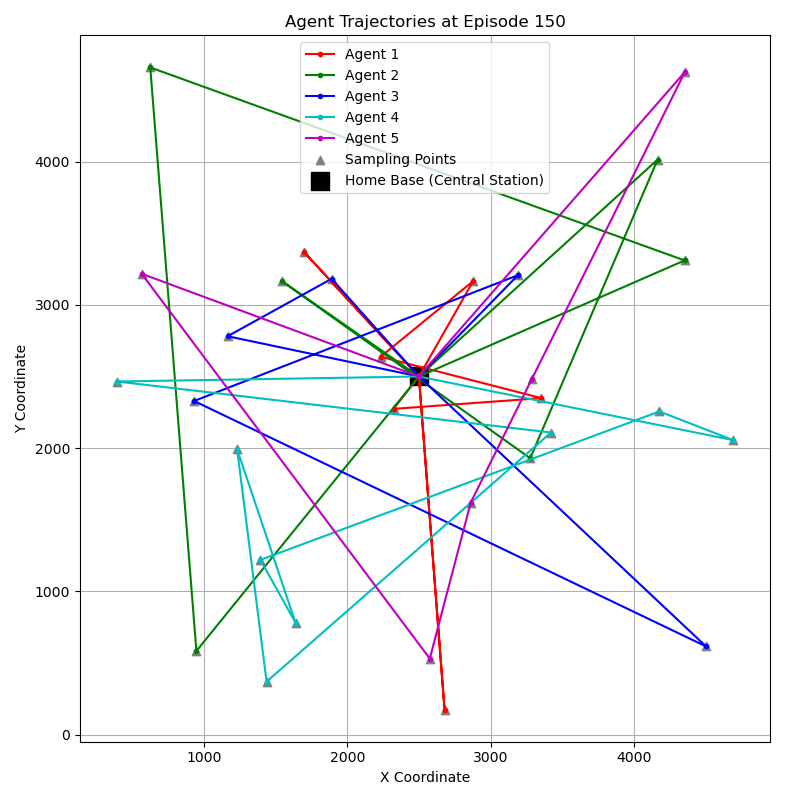 Agent Trajectories at Episode 150
Agent 1
Agent 2
Agent 3
Agent 4
Agent 5
Sampling Points
Home Base (Central Station)
Y Coordinate
4000
3000
2000
1000
0
1000
2000
3000
4000
X Coordinate